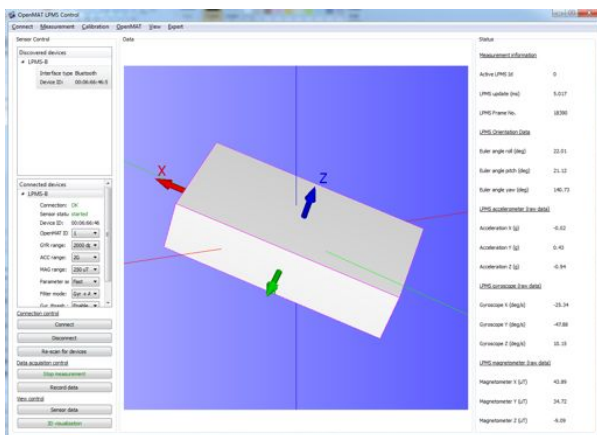 OpenMAT LPMS Control
Connect Measurement Calibration OpenMAT View Expert
Sensor Control
Discovered devices
LPMS-B
Interface type Bluetooth
Device ID: 00:06:66:46:0
Connected devices
LPMS-B
Connection: OK
Sensor status started
Device ID: 00:06:66:46
OpenMAT ID 1
GYR range: 2000 d
ACC range: 2G
MAG range: 250 uT
Parameter se Fast
Filter mode: Gyr + A
Connection control
Connect
Disconnect
Re-scan for devices
Data acquisition control
Stop measurement
Record data
View control
Sensor data
3D visualization
Data
X
Z
Status
Measurement information
Active LPMS Id 0
LPMS update (ms) 5.017
LPMS Frame No. 18390
LPMS Orientation Data
Euler angle roll (deg) 22.01
Euler angle pitch (deg) 21.12
Euler angle yaw (deg) 140.73
LPMS accelerometer (raw data)
Acceleration X (g) -0.02
Acceleration Y (g) 0.43
Acceleration Z (g) -0.94
LPMS gyroscope (raw data)
Gyroscope X (deg/s) -25.34
Gyroscope Y (deg/s) -47.88
Gyroscope Z (deg/s) 10.15
LPMS magnetometer (raw data)
Magnetometer X (uT) 43.89
Magnetometer Y (uT) 34.72
Magnetometer Z (uT) -6.09